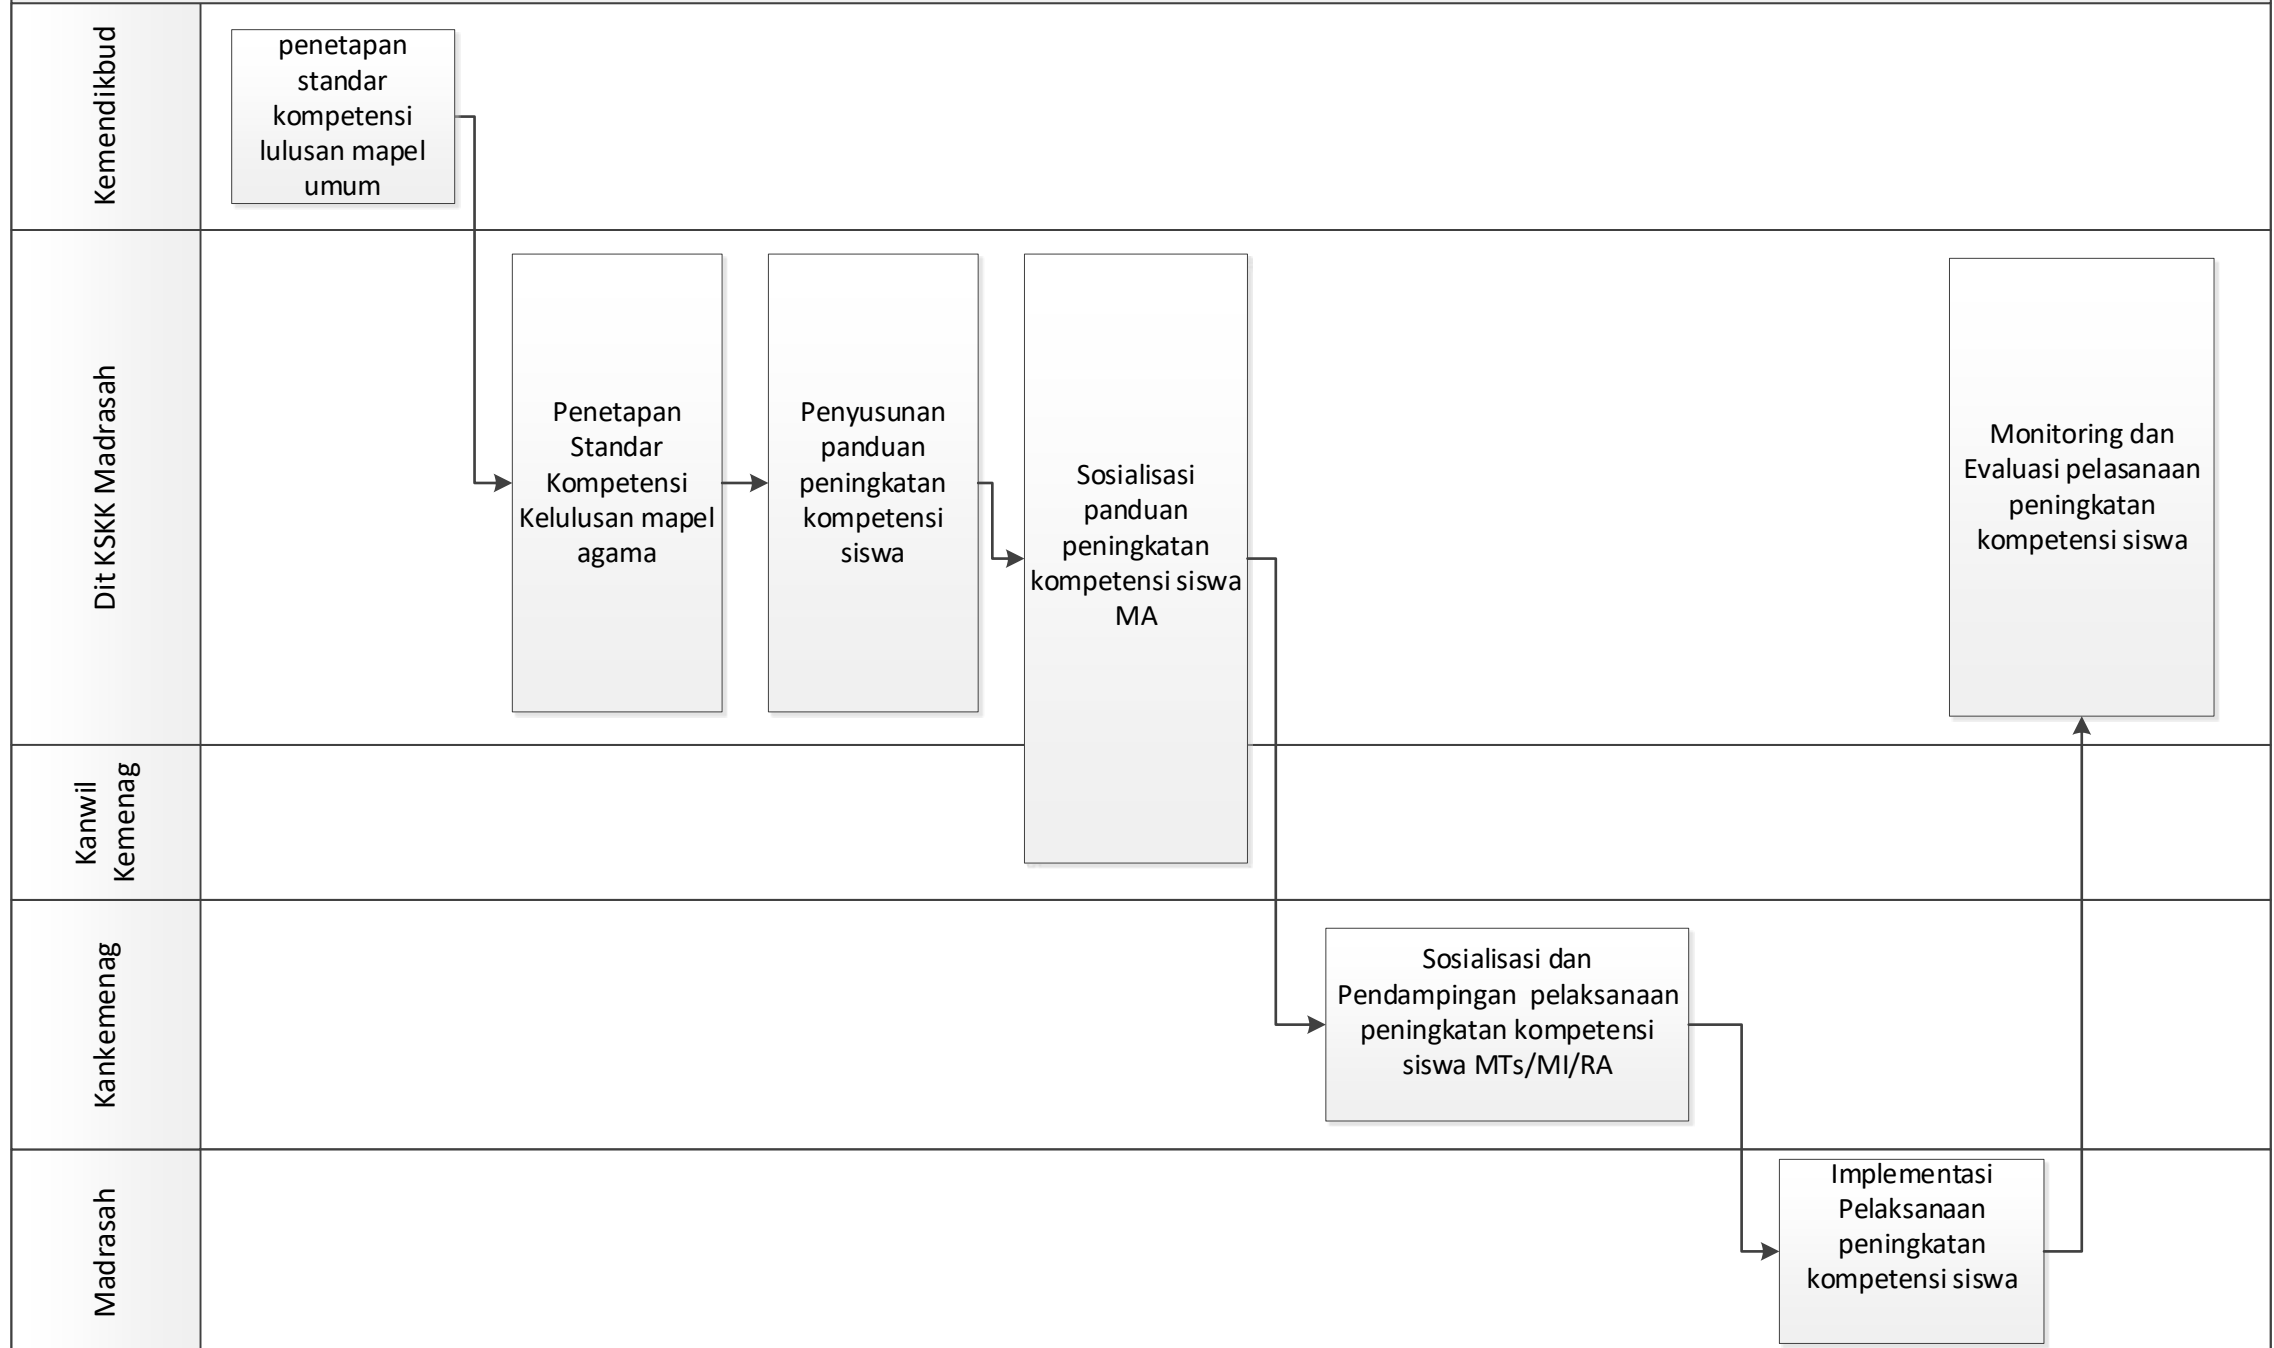 Kemendikbud
penetapan
standar
kompetensi
lulusan mapel
umum
Dit KSKK Madrasah
Penetapan
Standar
Kompetensi
Kelulusan mapel
agama
Penyusunan
panduan
peningkatan
kompetensi
siswa
Sosialisasi
panduan
peningkatan
kompetensi siswa
MA
Monitoring dan
Evaluasi pelasanaan
peningkatan
kompetensi siswa
Kanwil
Kemenag
Kankemenag
Sosialisasi dan
Pendampingan pelaksanaan
peningkatan kompetensi
siswa MTs/MI/RA
Madrasah
Implementasi
Pelaksanaan
peningkatan
kompetensi siswa